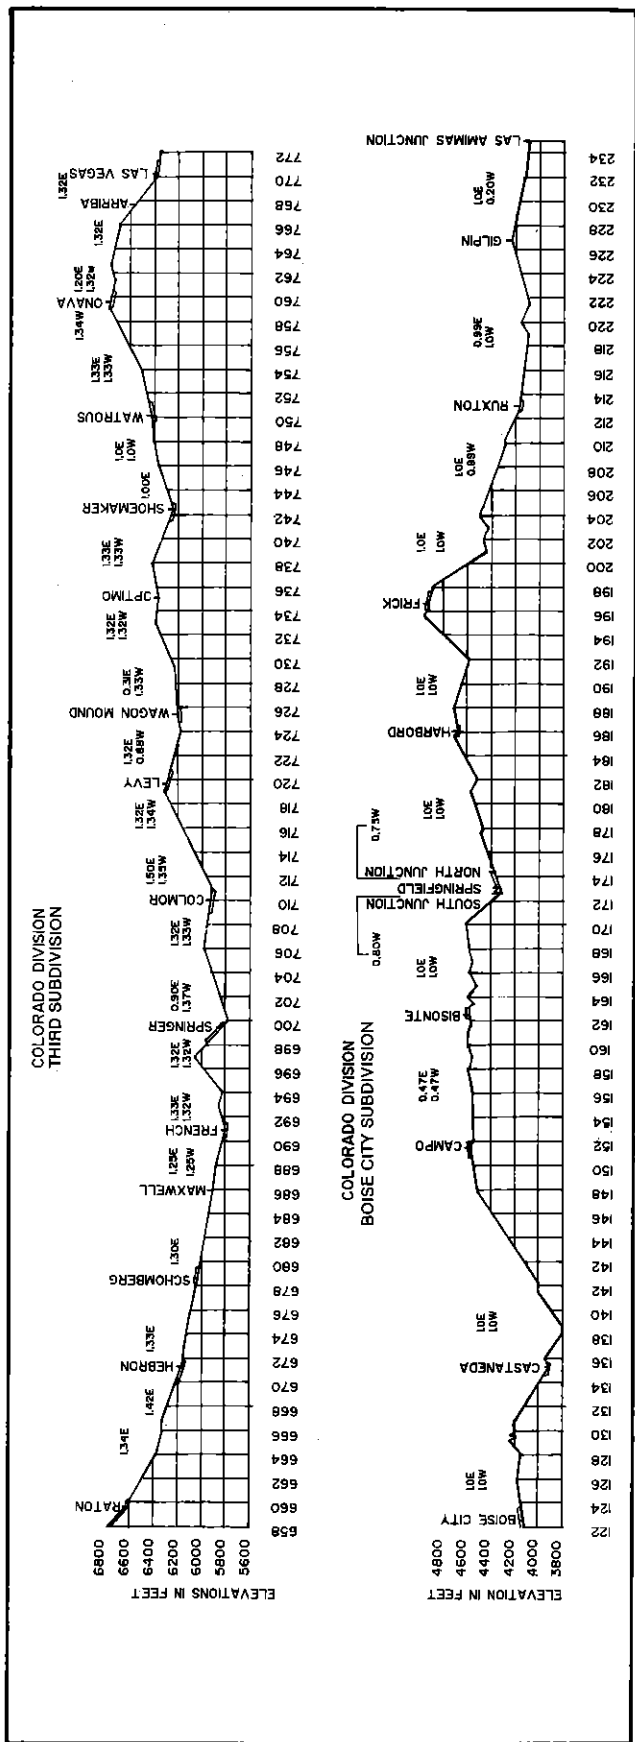 COLORADO DIVISION
THIRD SUBDIVISION
ELEVATIONS IN FEET
6800
6400
6200
6000
5600
RATON
HEBRON
SCHOMBERG
MAXWELL
FRENCH
SPRINGER
COLMOR
LEVY
WAGON MOUND
OPTIMO
SHOEMAKER
WATROUS
ONAVA
ARRIBA
LAS VEGAS
1.34E
1.42E
1.33E
1.30E
1.25E
1.25W
1.33E
1.32W
1.32E
1.32W
0.90E
1.37W
1.32E
1.33W
1.50E
1.35W
1.32E
1.34W
1.32E
0.68W
0.31E
1.33W
1.32E
1.32W
1.33E
1.33W
1.00E
1.0E
1.0W
1.33E
1.33W
1.34W
1.20E
1.32W
1.32E
1.32E
658 660 662 664 666 668 670 672 674 676 678 680 682 684 686 688 690 692 694 696 698 700 702 704 706 708 710 712 714 716 718 720 722 724 726 728 730 732 734 736 738 740 742 744 746 748 750 752 754 756 758 760 762 764 766 768 770 772
COLORADO DIVISION
BOISE CITY SUBDIVISION
ELEVATION IN FEET
4800
4400
4200
4000
3800
BOISE CITY
CASTANEDA
CAMPO
BISONTE
SOUTH JUNCTION
SPRINGFIELD
NORTH JUNCTION
HARBORD
FRICK
RUXTON
GILPIN
LAS AMIMAS JUNCTION
1.0E
1.0W
1.0E
1.0W
0.47E
0.47W
1.0E
1.0W
0.80W
0.75W
1.0E
1.0W
1.0E
1.0W
1.0E
1.0W
1.0E
0.99W
0.99E
1.0W
1.0E
0.20W
122 124 126 128 130 132 134 136 138 140 142 142 144 146 148 150 152 154 156 158 160 162 164 166 168 170 172 174 176 178 180 182 184 186 188 190 192 194 196 198 200 202 204 206 208 210 212 214 216 218 220 222 224 226 228 230 232 234